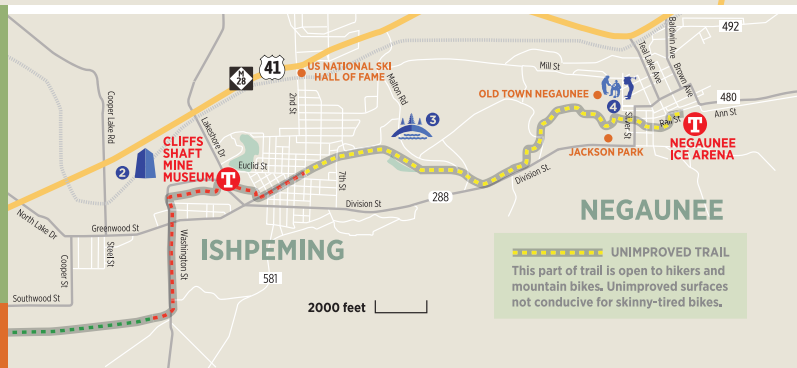 492
Baldwin Ave
Teal Lake Ave
Brown Ave
M
28
41
US NATIONAL SKI
HALL OF FAME
Mill St
Malton Rd
OLD TOWN NEGAUNEE
480
Ann St
2nd St
Cooper Lake Rd
Lakeshore Dr
3
4
Silver St
Rail St
T
NEGAUNEE
ICE ARENA
JACKSON PARK
CLIFFS
SHAFT
MINE
MUSEUM
T
2
Euclid St
7th St
Division St.
288
Division St
North Lake Dr
Greenwood St
NEGAUNEE
Washington St
Steel St
Cooper St
ISHPEMING
581
Southwood St
2000 feet
UNIMPROVED TRAIL
This part of trail is open to hikers and
mountain bikes. Unimproved surfaces
not conducive for skinny-tired bikes.